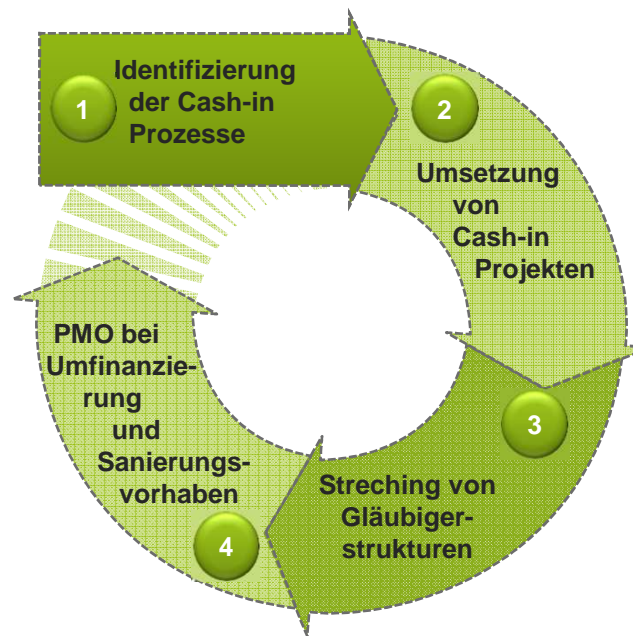 1
Identifizierung
der Cash-in
Prozesse
2
Umsetzung
von
Cash-in
Projekten
3
Streching von
Gläubiger-
strukturen
4
PMO bei
Umfinanzie-
rung
und
Sanierungs-
vorhaben